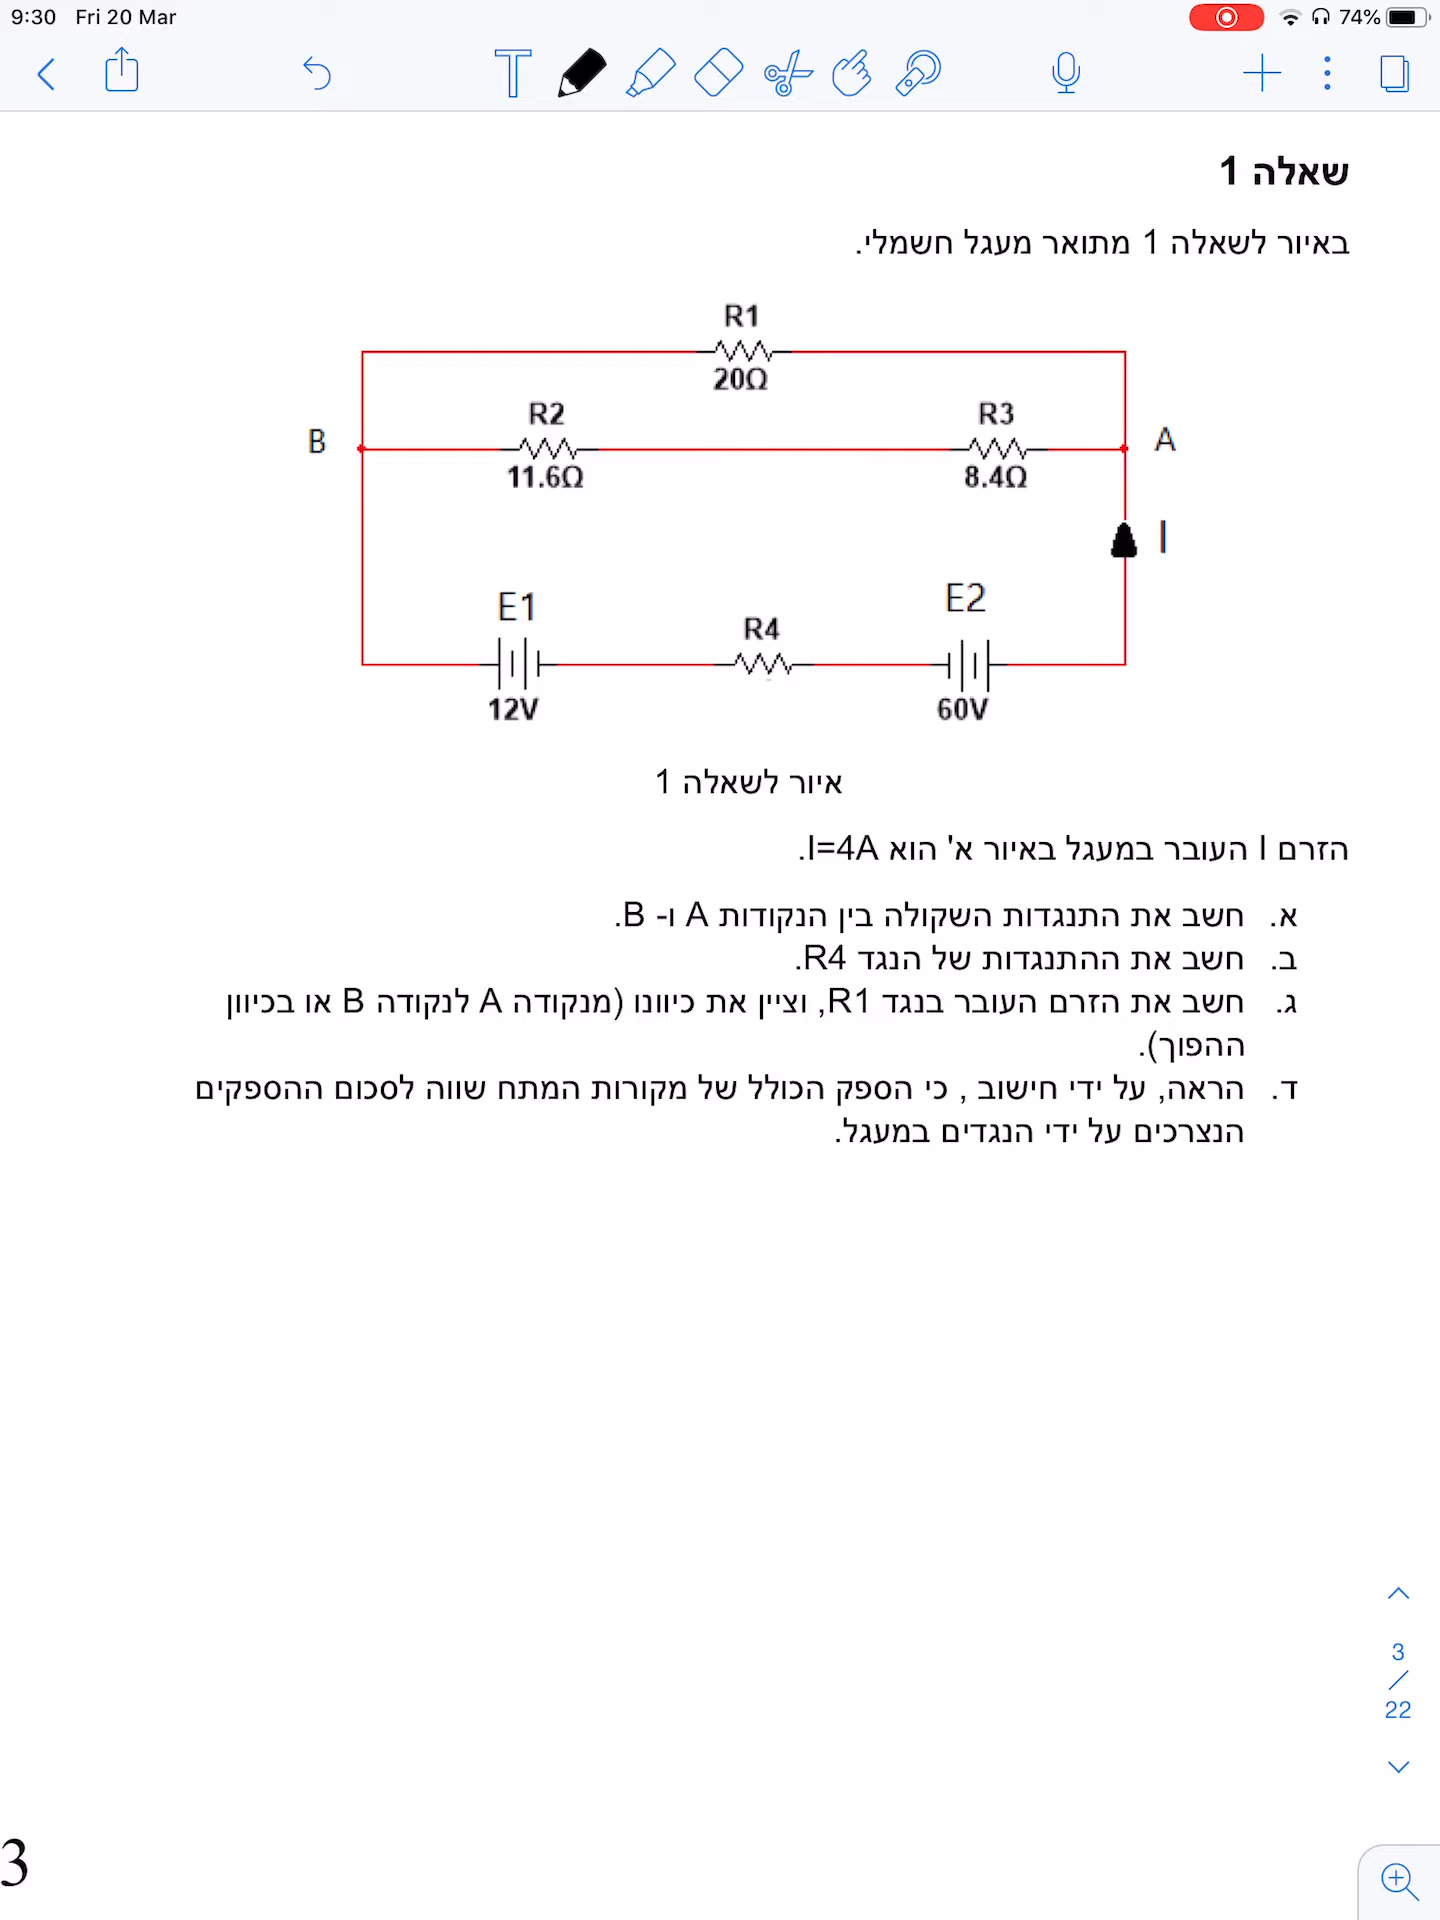 9:30 Fri 20 Mar 74%
T
שאלה 1
באיור לשאלה 1 מתואר מעגל חשמלי.
R1
20Ω
R2 R3
B A
11.6Ω 8.4Ω
I
E1 E2
R4
12V 60V
איור לשאלה 1
הזרם I העובר במעגל באיור א' הוא I=4A.
א. חשב את התנגדות השקולה בין הנקודות A ו- B.
ב. חשב את ההתנגדות של הנגד R4.
ג. חשב את הזרם העובר בנגד R1, וציין את כיוונו (מנקודה A לנקודה B או בכיוון
ההפוך).
ד. הראה, על ידי חישוב , כי הספק הכולל של מקורות המתח שווה לסכום ההספקים
הנצרכים על ידי הנגדים במעגל.
3
/
22
3